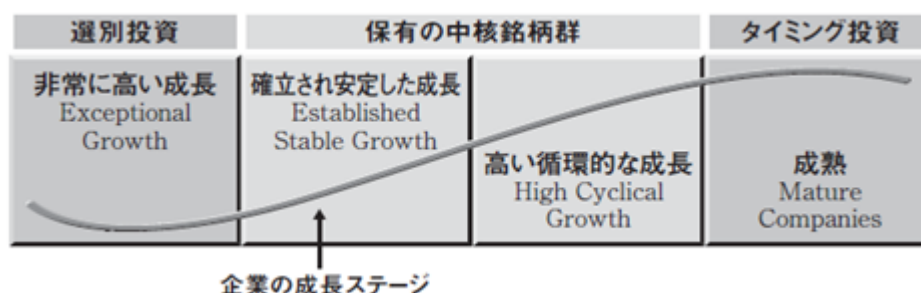 選別投資
保有の中核銘柄群
タイミング投資
非常に高い成長
Exceptional
Growth
確立され安定した成長
Established
Stable Growth
高い循環的な成長
High Cyclical
Growth
成熟
Mature
Companies
企業の成長ステージ